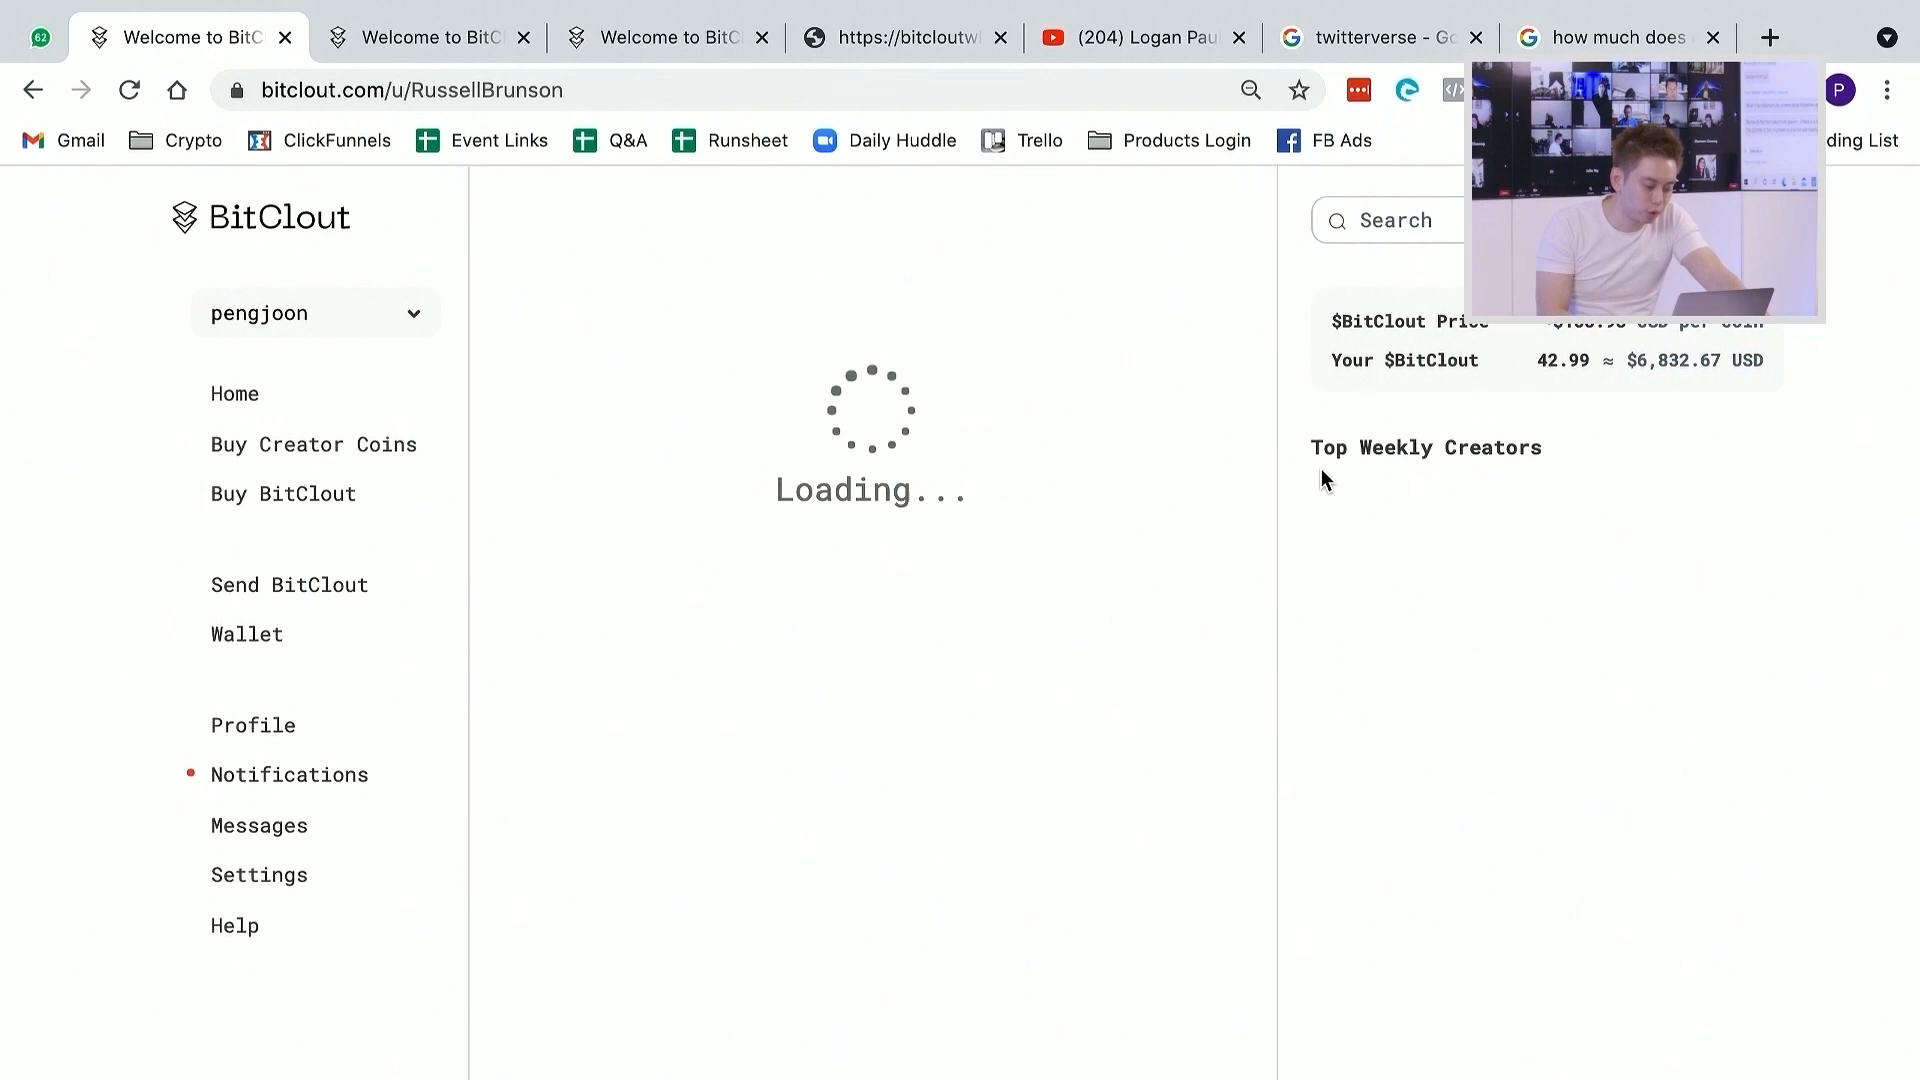 62
Welcome to BitC
Welcome to BitC
Welcome to BitC
https://bitcloutw
(204) Logan Pau
twitterverse - Go
how much does
bitclout.com/u/RussellBrunson
P
Gmail
Crypto
ClickFunnels
Event Links
Q&A
Runsheet
Daily Huddle
Trello
Products Login
FB Ads
ding List
BitClout
pengjoon
Home
Buy Creator Coins
Buy BitClout
Send BitClout
Wallet
Profile
Notifications
Messages
Settings
Help
Loading...
Search
$BitClout Price
Your $BitClout 42.99 ≈ $6,832.67 USD
Top Weekly Creators